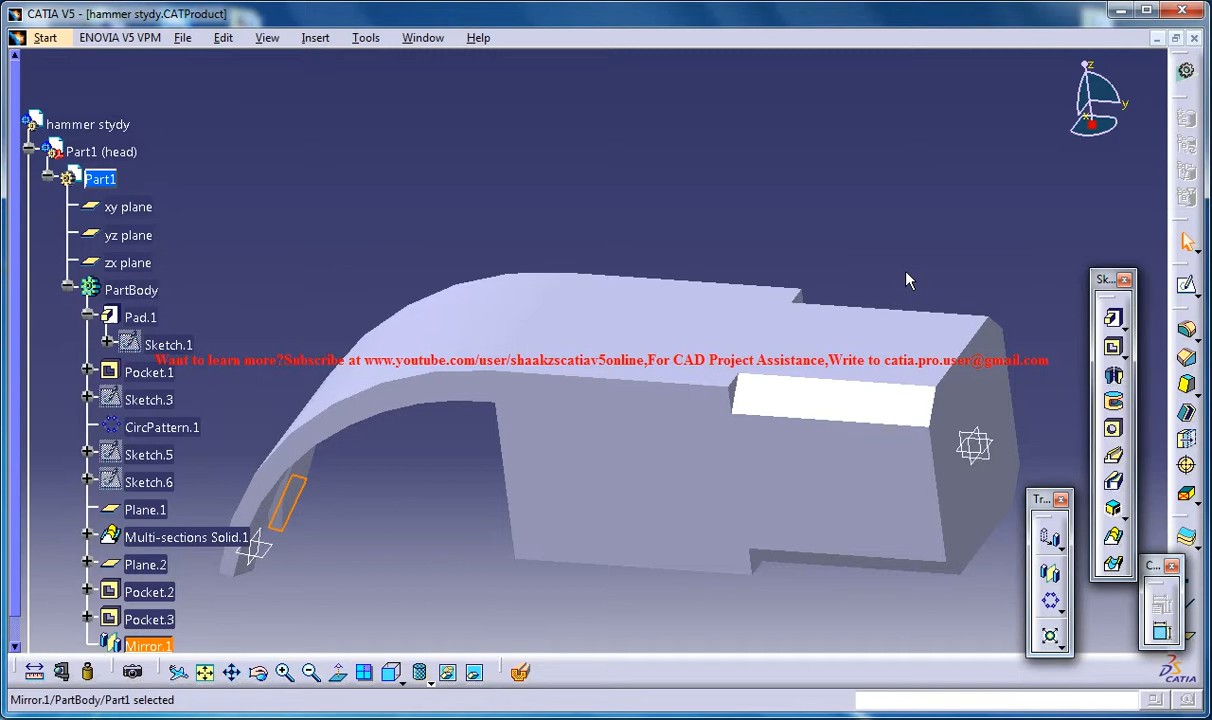 CATIA V5 - [hammer stydy.CATProduct]
Start ENOVIA V5 VPM File Edit View Insert Tools Window Help
z
y
x
hammer stydy
Part1 (head)
Part1
xy plane
yz plane
zx plane
PartBody
Pad.1
Sketch.1
Want to learn more?Subscribe at www.youtube.com/user/shaakzscatiav5online,For CAD Project Assistance,Write to catia.pro.user@gmail.com
Pocket.1
Sketch.3
CircPattern.1
Sketch.5
Sketch.6
Plane.1
Multi-sections Solid.1
Plane.2
Pocket.2
Pocket.3
Mirror.1
Sk...
Tr...
C...
CATIA
Mirror.1/PartBody/Part1 selected